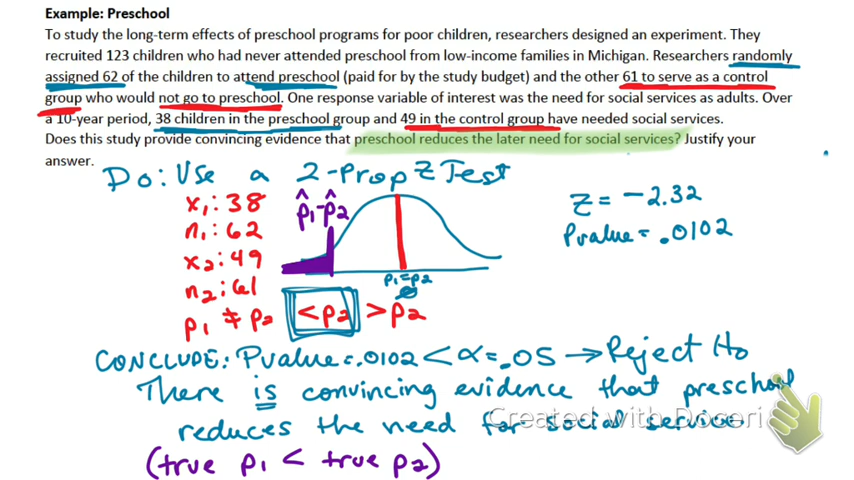 Example: Preschool
To study the long-term effects of preschool programs for poor children, researchers designed an experiment. They
recruited 123 children who had never attended preschool from low-income families in Michigan. Researchers randomly
assigned 62 of the children to attend preschool (paid for by the study budget) and the other 61 to serve as a control
group who would not go to preschool. One response variable of interest was the need for social services as adults. Over
a 10-year period, 38 children in the preschool group and 49 in the control group have needed social services.
Does this study provide convincing evidence that preschool reduces the later need for social services? Justify your
answer.
Do: Use a 2-Prop Z Test
x₁: 38
n₁: 62
x₂: 49
n₂: 61
p₁ ≠ p₂ <p₂ >p₂
p̂₁-p̂₂
p₁=p₂
Z = -2.32
Pvalue = .0102
CONCLUDE: Pvalue=.0102 < α=.05 → Reject Ho
There is convincing evidence that preschool
reduces the need for social service
(true p₁ < true p₂)
Created with Doceri